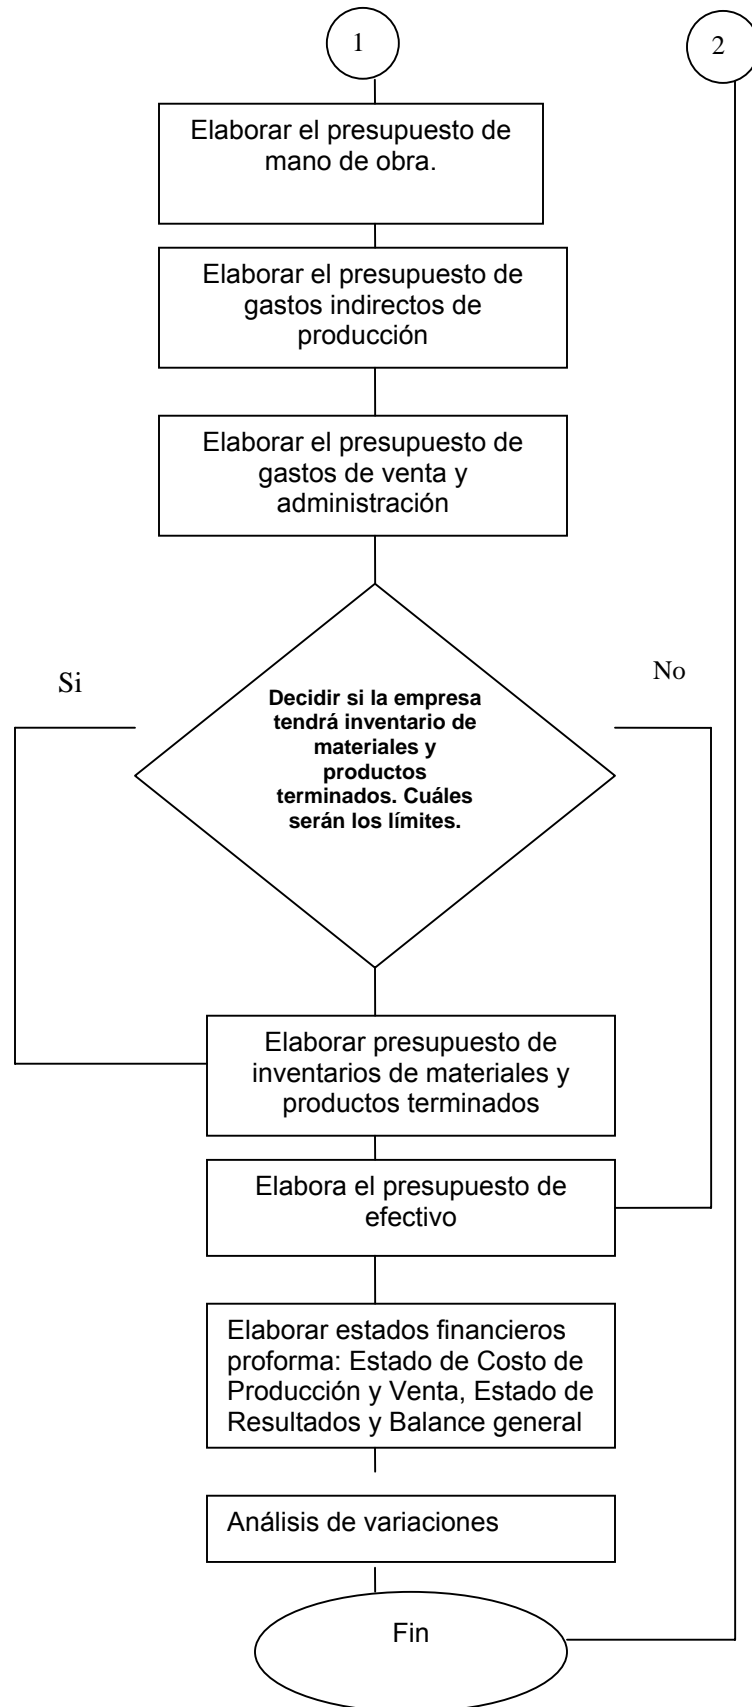 1
2
Elaborar el presupuesto de
mano de obra.
Elaborar el presupuesto de
gastos indirectos de
producción
Elaborar el presupuesto de
gastos de venta y
administración
Si
No
Decidir si la empresa
tendrá inventario de
materiales y
productos
terminados. Cuáles
serán los límites.
Elaborar presupuesto de
inventarios de materiales y
productos terminados
Elabora el presupuesto de
efectivo
Elaborar estados financieros
proforma: Estado de Costo de
Producción y Venta, Estado de
Resultados y Balance general
Análisis de variaciones
Fin